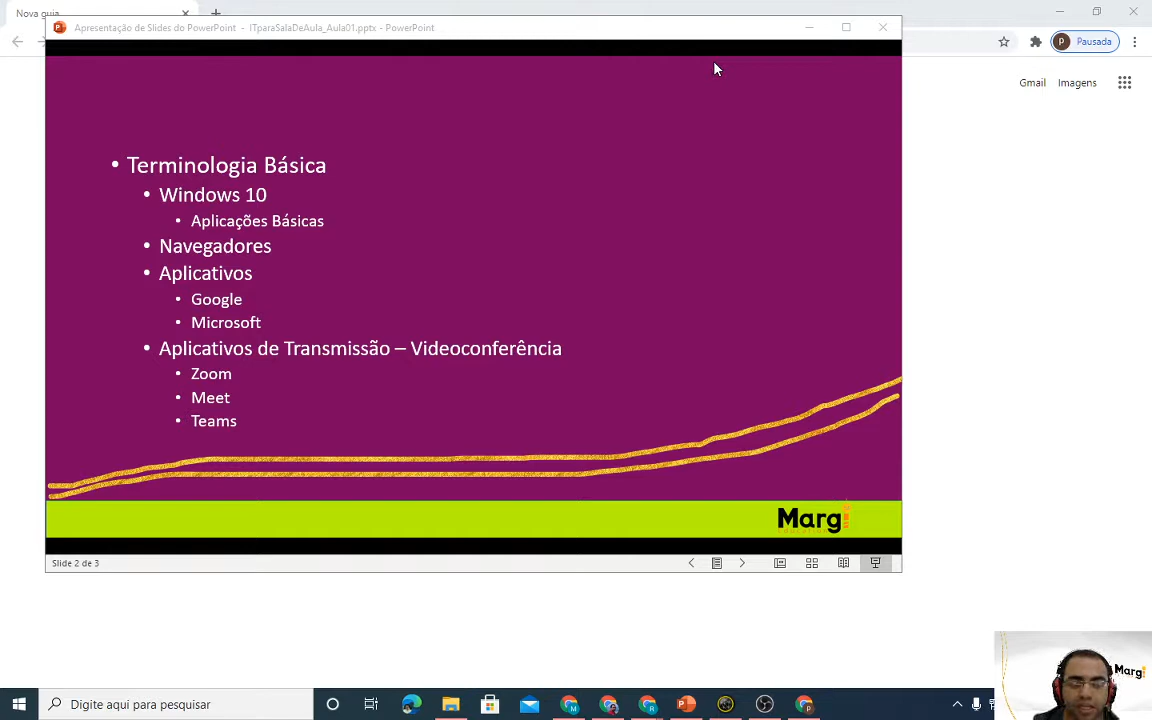 Nova guia
Apresentação de Slides do PowerPoint - ITparaSalaDeAula_Aula01.pptx - PowerPoint
Pausada
Gmail
Imagens
• Terminologia Básica
• Windows 10
• Aplicações Básicas
• Navegadores
• Aplicativos
• Google
• Microsoft
• Aplicativos de Transmissão – Videoconferência
• Zoom
• Meet
• Teams
Margi
Slide 2 de 3
Margi
Digite aqui para pesquisar